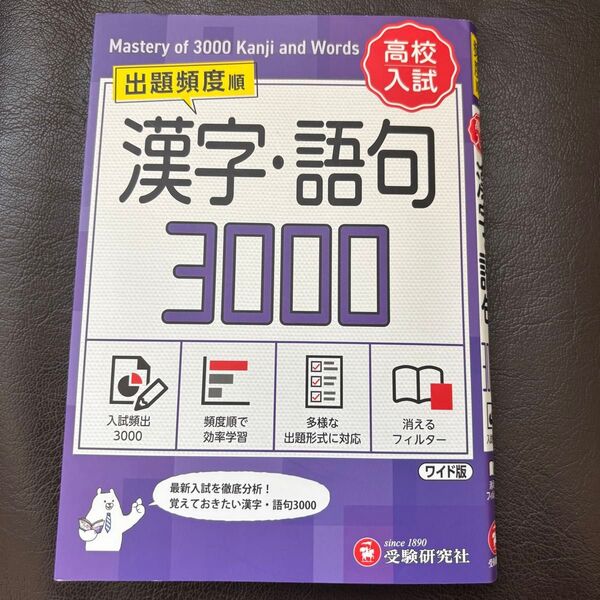 Mastery of 3000 Kanji and Words
高校
入試
出題頻度順
漢字・語句
3000
入試頻出
3000
頻度順で
効率学習
多様な
出題形式に対応
消える
フィルター
ワイド版
最新入試を徹底分析！
覚えておきたい漢字・語句3000
since 1890
受験研究社